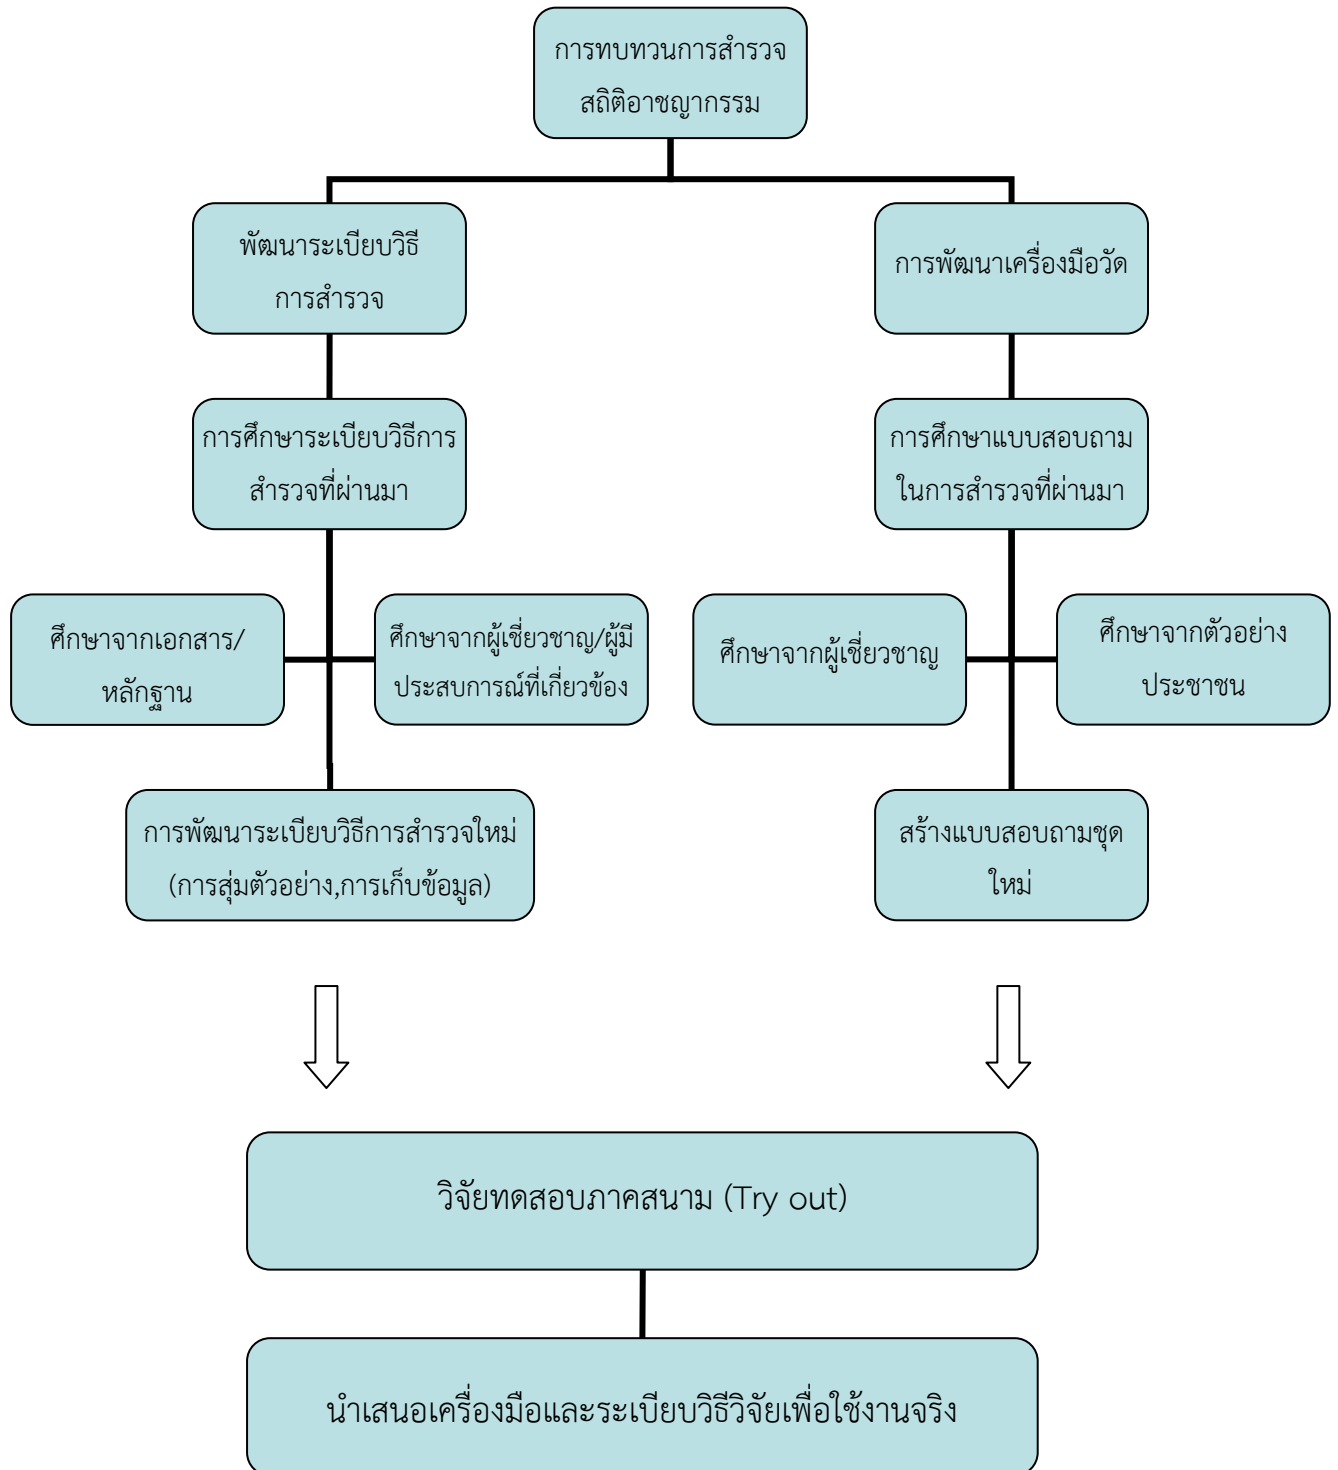 การทบทวนการสำรวจ
สถิติอาชญากรรม
พัฒนาระเบียบวิธี
การสำรวจ
การพัฒนาเครื่องมือวัด
การศึกษาระเบียบวิธีการ
สำรวจที่ผ่านมา
การศึกษาแบบสอบถาม
ในการสำรวจที่ผ่านมา
ศึกษาจากเอกสาร/
หลักฐาน
ศึกษาจากผู้เชี่ยวชาญ/ผู้มี
ประสบการณ์ที่เกี่ยวข้อง
ศึกษาจากผู้เชี่ยวชาญ
ศึกษาจากตัวอย่าง
ประชาชน
การพัฒนาระเบียบวิธีการสำรวจใหม่
(การสุ่มตัวอย่าง,การเก็บข้อมูล)
สร้างแบบสอบถามชุด
ใหม่
วิจัยทดสอบภาคสนาม (Try out)
นำเสนอเครื่องมือและระเบียบวิธีวิจัยเพื่อใช้งานจริง